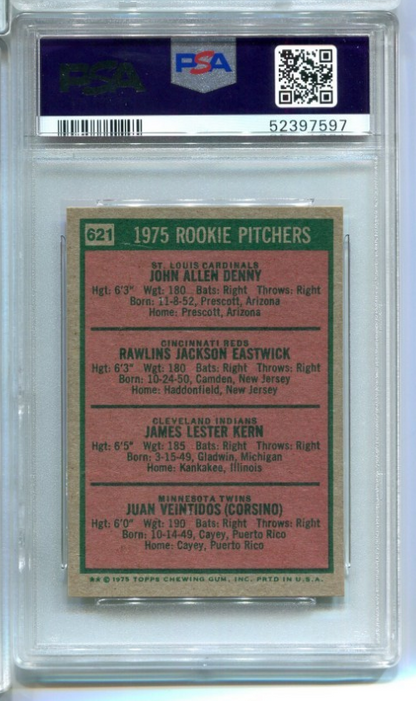 PSA PSA
52397597
621 1975 ROOKIE PITCHERS
ST. LOUIS CARDINALS
JOHN ALLEN DENNY
Hgt: 6'3" Wgt: 180 Bats: Right Throws: Right
Born: 11-8-52, Prescott, Arizona
Home: Prescott, Arizona
CINCINNATI REDS
RAWLINS JACKSON EASTWICK
Hgt: 6'3" Wgt: 180 Bats: Right Throws: Right
Born: 10-24-50, Camden, New Jersey
Home: Haddonfield, New Jersey
CLEVELAND INDIANS
JAMES LESTER KERN
Hgt: 6'5" Wgt: 185 Bats: Right Throws: Right
Born: 3-15-49, Gladwin, Michigan
Home: Kankakee, Illinois
MINNESOTA TWINS
JUAN VEINTIDOS (CORSINO)
Hgt: 6'0" Wgt: 190 Bats: Right Throws: Right
Born: 10-14-49, Cayey, Puerto Rico
Home: Cayey, Puerto Rico
© 1975 TOPPS CHEWING GUM, INC. PRTD IN U.S.A.